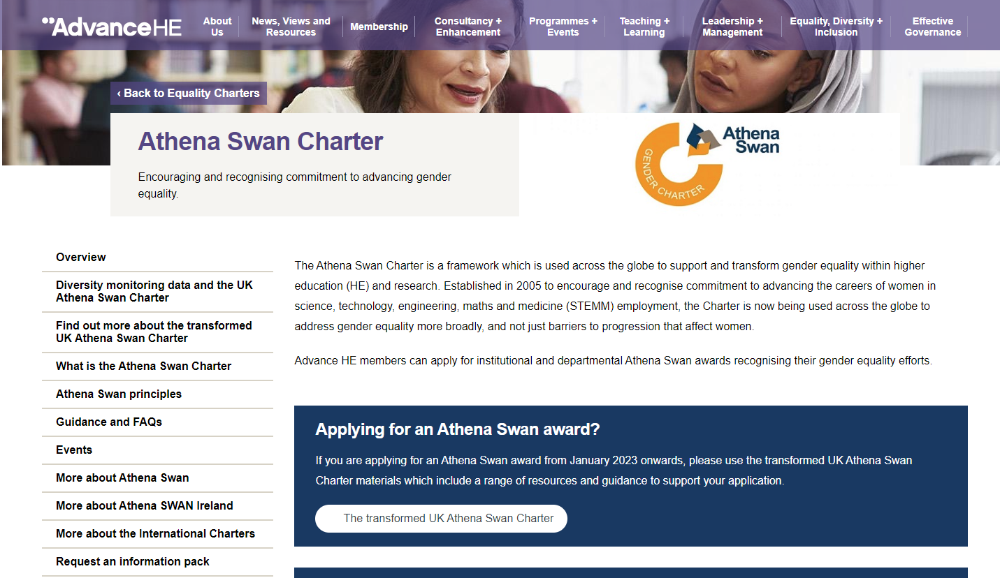 AdvanceHE
About
Us
News, Views and
Resources
Membership
Consultancy +
Enhancement
Programmes +
Events
Teaching +
Learning
Leadership +
Management
Equality, Diversity +
Inclusion
Effective
Governance
‹ Back to Equality Charters
Athena Swan Charter
Encouraging and recognising commitment to advancing gender
equality.
Athena
Swan
GENDER CHARTER
Overview
Diversity monitoring data and the UK
Athena Swan Charter
Find out more about the transformed
UK Athena Swan Charter
What is the Athena Swan Charter
Athena Swan principles
Guidance and FAQs
Events
More about Athena Swan
More about Athena SWAN Ireland
More about the International Charters
Request an information pack
The Athena Swan Charter is a framework which is used across the globe to support and transform gender equality within higher
education (HE) and research. Established in 2005 to encourage and recognise commitment to advancing the careers of women in
science, technology, engineering, maths and medicine (STEMM) employment, the Charter is now being used across the globe to
address gender equality more broadly, and not just barriers to progression that affect women.
Advance HE members can apply for institutional and departmental Athena Swan awards recognising their gender equality efforts.
Applying for an Athena Swan award?
If you are applying for an Athena Swan award from January 2023 onwards, please use the transformed UK Athena Swan
Charter materials which include a range of resources and guidance to support your application.
The transformed UK Athena Swan Charter